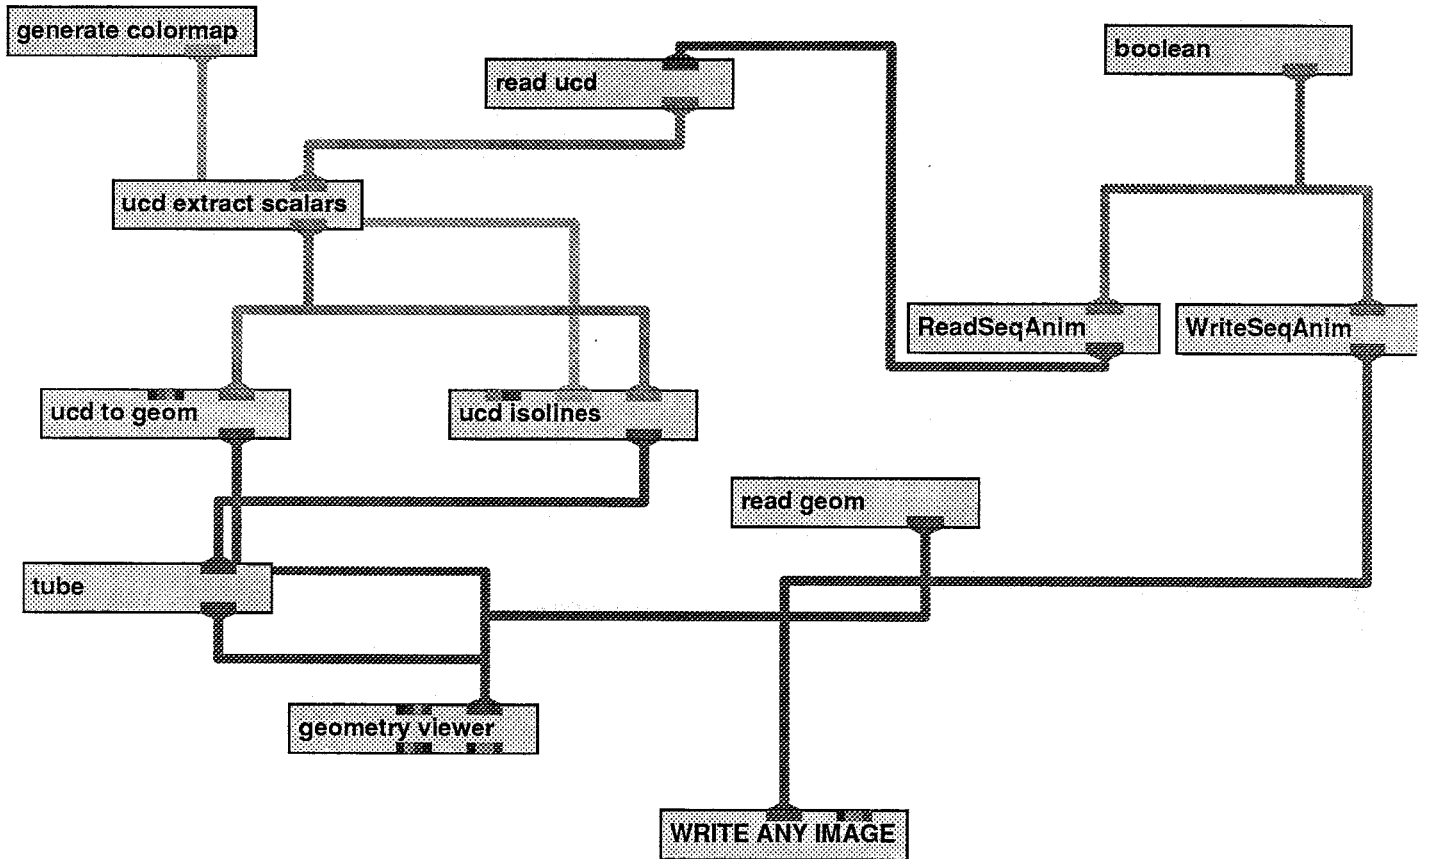 generate colormap
boolean
read ucd
ucd extract scalars
ReadSeqAnim
WriteSeqAnim
ucd to geom
ucd isolines
read geom
tube
geometry viewer
WRITE ANY IMAGE